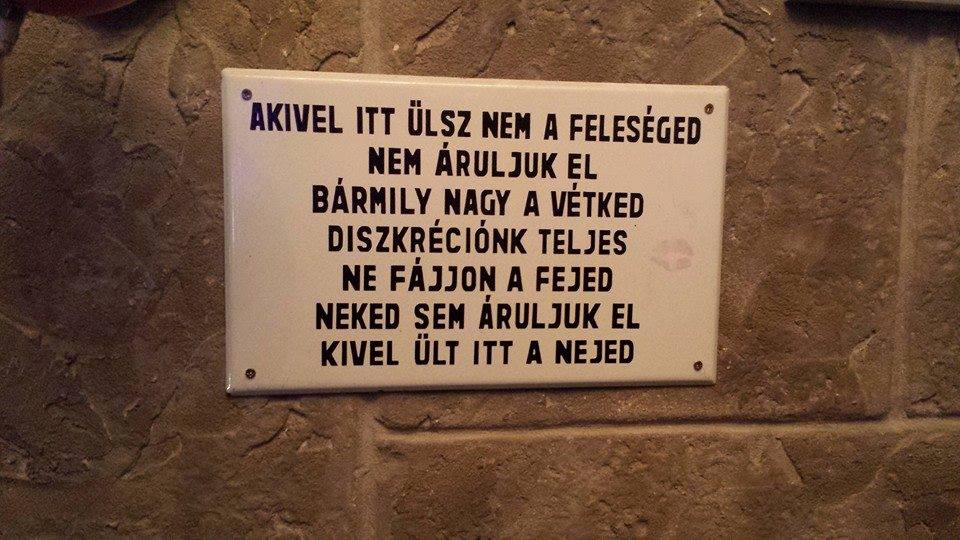 AKIVEL ITT ÜLSZ NEM A FELESÉGED
NEM ÁRULJUK EL
BÁRMILY NAGY A VÉTKED
DISZKRÉCIÓNK TELJES
NE FÁJJON A FEJED
NEKED SEM ÁRULJUK EL
KIVEL ÜLT ITT A NEJED